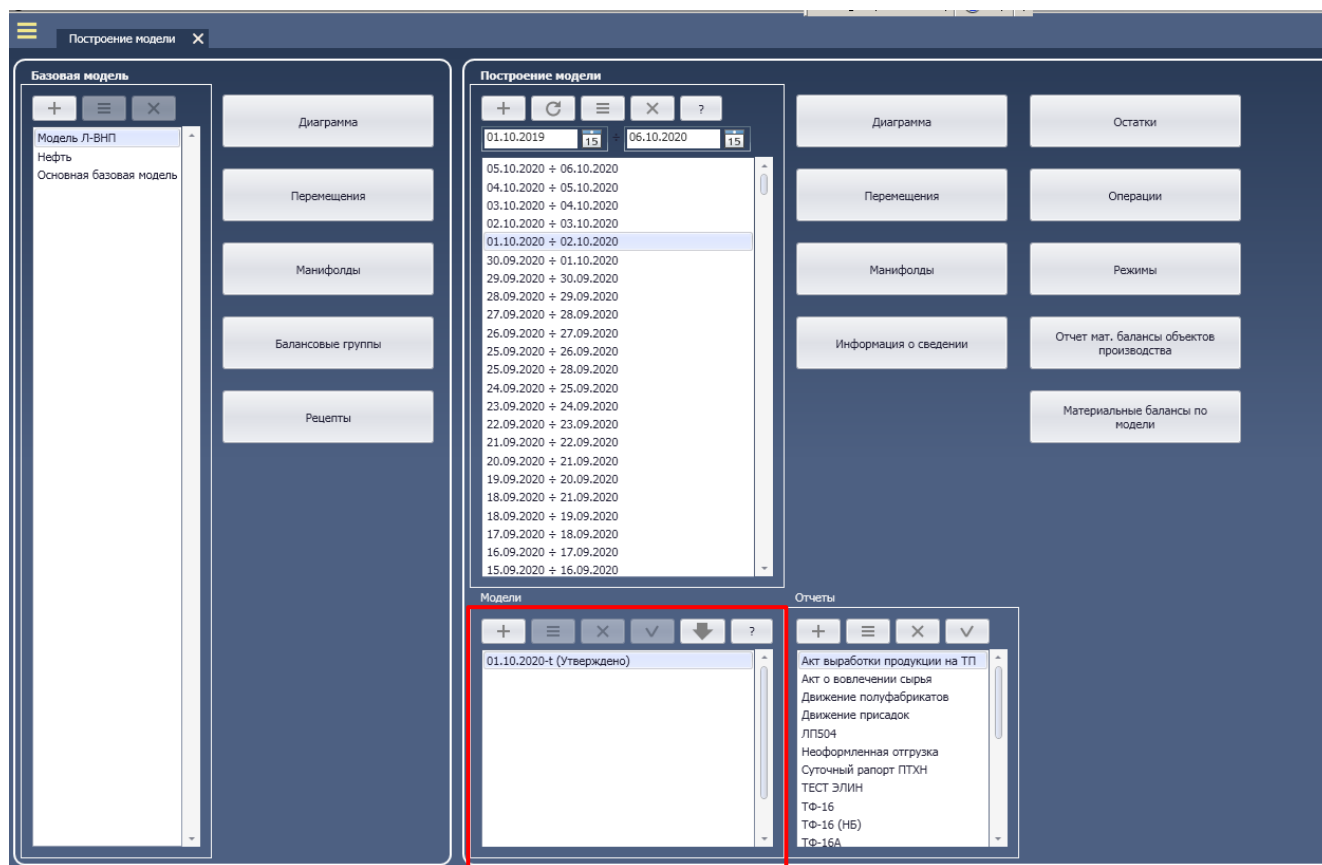 Построение модели X
Базовая модель
Модель Л-ВНП
Нефть
Основная базовая модель
Диаграмма
Перемещения
Манифолды
Балансовые группы
Рецепты
Построение модели
?
01.10.2019 15 ÷ 06.10.2020 15
05.10.2020 ÷ 06.10.2020
04.10.2020 ÷ 05.10.2020
03.10.2020 ÷ 04.10.2020
02.10.2020 ÷ 03.10.2020
01.10.2020 ÷ 02.10.2020
30.09.2020 ÷ 01.10.2020
29.09.2020 ÷ 30.09.2020
28.09.2020 ÷ 29.09.2020
27.09.2020 ÷ 28.09.2020
26.09.2020 ÷ 27.09.2020
25.09.2020 ÷ 26.09.2020
25.09.2020 ÷ 28.09.2020
24.09.2020 ÷ 25.09.2020
23.09.2020 ÷ 24.09.2020
22.09.2020 ÷ 23.09.2020
21.09.2020 ÷ 22.09.2020
20.09.2020 ÷ 21.09.2020
19.09.2020 ÷ 20.09.2020
18.09.2020 ÷ 21.09.2020
18.09.2020 ÷ 19.09.2020
17.09.2020 ÷ 18.09.2020
16.09.2020 ÷ 17.09.2020
15.09.2020 ÷ 16.09.2020
Диаграмма
Перемещения
Манифолды
Информация о сведении
Остатки
Операции
Режимы
Отчет мат. балансы объектов
производства
Материальные балансы по
модели
Модели
?
01.10.2020-t (Утверждено)
Отчеты
Акт выработки продукции на ТП
Акт о вовлечении сырья
Движение полуфабрикатов
Движение присадок
ЛП504
Неоформленная отгрузка
Суточный рапорт ПТХН
ТЕСТ ЭЛИН
ТФ-16
ТФ-16 (НБ)
ТФ-16А